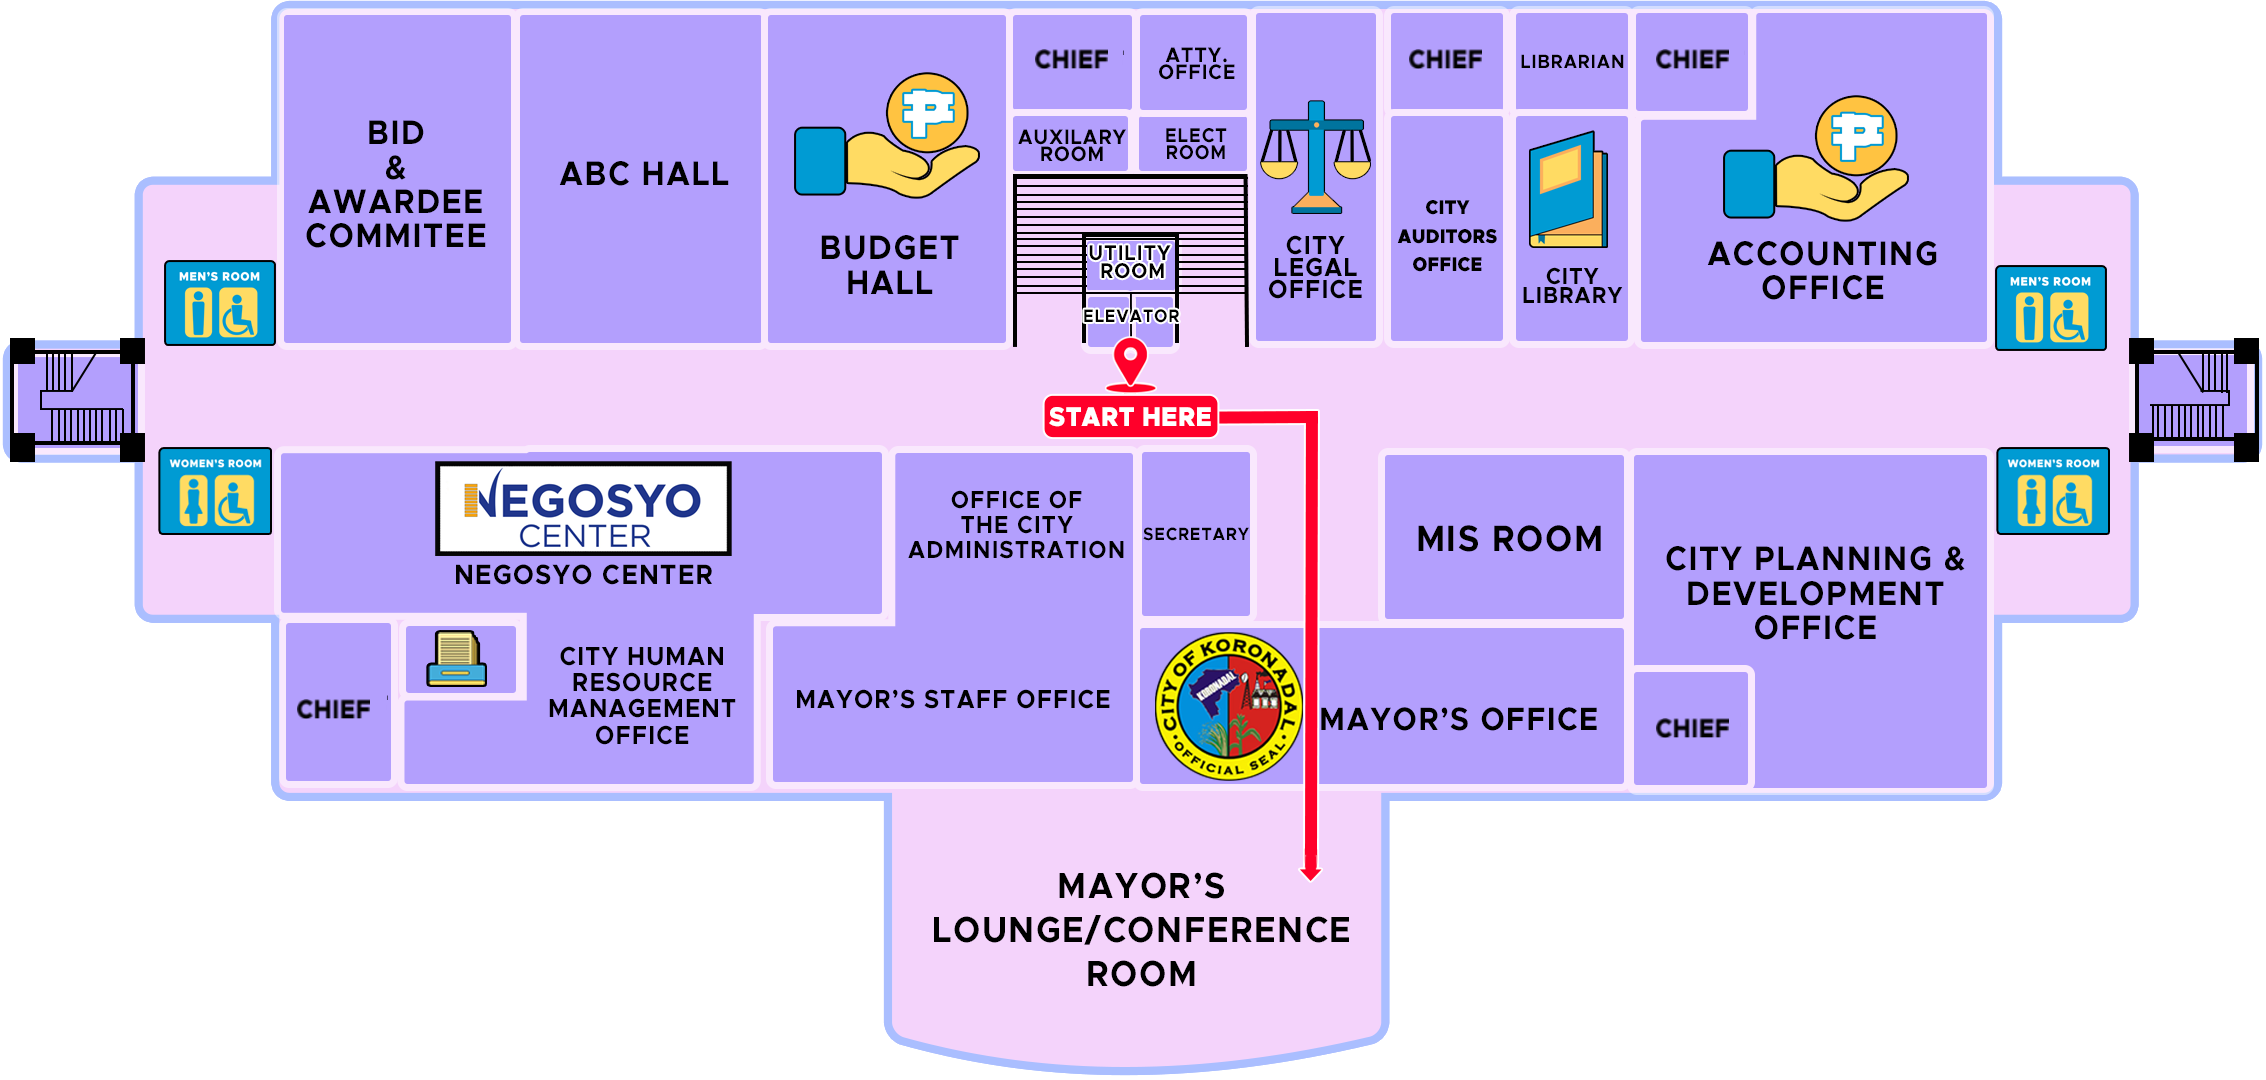 BID
&
AWARDEE
COMMITEE
ABC HALL
BUDGET
HALL
CHIEF
ATTY.
OFFICE
AUXILARY
ROOM
ELECT
ROOM
UTILITY
ROOM
ELEVATOR
CITY
LEGAL
OFFICE
CHIEF
CITY
AUDITORS
OFFICE
LIBRARIAN
CITY
LIBRARY
CHIEF
ACCOUNTING
OFFICE
MEN'S ROOM
MEN'S ROOM
START HERE
WOMEN'S ROOM
WOMEN'S ROOM
NEGOSYO
CENTER
NEGOSYO CENTER
OFFICE OF
THE CITY
ADMINISTRATION
SECRETARY
MIS ROOM
CITY PLANNING &
DEVELOPMENT
OFFICE
CHIEF
CITY HUMAN
RESOURCE
MANAGEMENT
OFFICE
MAYOR'S STAFF OFFICE
CITY OF KORONADAL
KORONADAL
OFFICIAL SEAL
MAYOR'S OFFICE
CHIEF
MAYOR'S
LOUNGE/CONFERENCE
ROOM